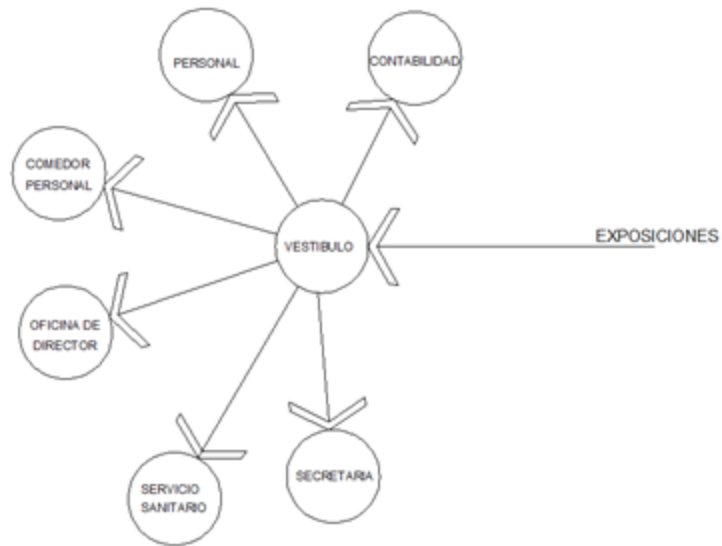 PERSONAL
CONTABILIDAD
COMEDOR
PERSONAL
VESTIBULO
EXPOSICIONES
OFICINA DE
DIRECTOR
SECRETARIA
SERVICIO
SANITARIO